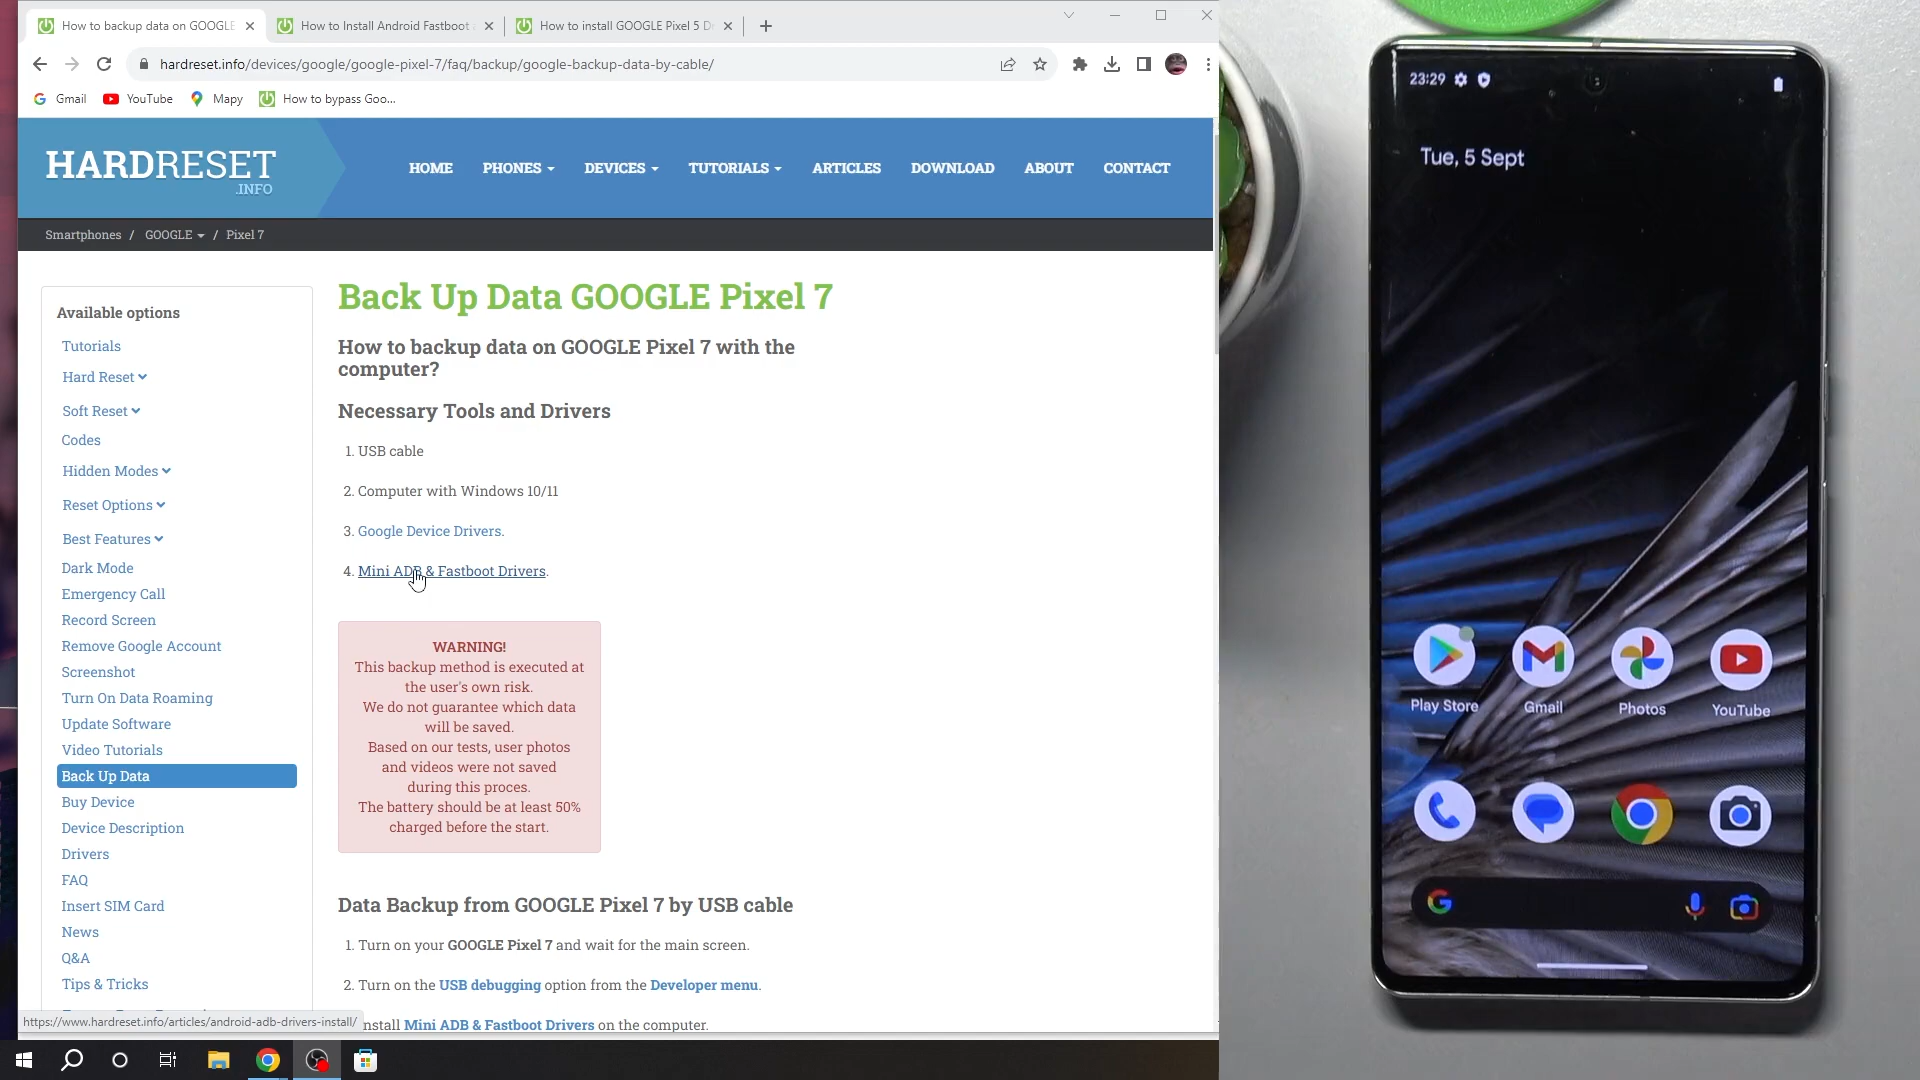 How to backup data on GOOGLE
How to Install Android Fastboot
How to install GOOGLE Pixel 5 D
hardreset.info/devices/google/google-pixel-7/faq/backup/google-backup-data-by-cable/
Gmail
YouTube
Mapy
How to bypass Goo...
HARDRESET
.INFO
HOME
PHONES
DEVICES
TUTORIALS
ARTICLES
DOWNLOAD
ABOUT
CONTACT
Smartphones / GOOGLE / Pixel 7
Available options
Tutorials
Hard Reset
Soft Reset
Codes
Hidden Modes
Reset Options
Best Features
Dark Mode
Emergency Call
Record Screen
Remove Google Account
Screenshot
Turn On Data Roaming
Update Software
Video Tutorials
Back Up Data
Buy Device
Device Description
Drivers
FAQ
Insert SIM Card
News
Q&A
Tips & Tricks
https://www.hardreset.info/articles/android-adb-drivers-install/
Back Up Data GOOGLE Pixel 7
How to backup data on GOOGLE Pixel 7 with the
computer?
Necessary Tools and Drivers
1. USB cable
2. Computer with Windows 10/11
3. Google Device Drivers.
4. Mini ADB & Fastboot Drivers.
WARNING!
This backup method is executed at
the user's own risk.
We do not guarantee which data
will be saved.
Based on our tests, user photos
and videos were not saved
during this proces.
The battery should be at least 50%
charged before the start.
Data Backup from GOOGLE Pixel 7 by USB cable
1. Turn on your GOOGLE Pixel 7 and wait for the main screen.
2. Turn on the USB debugging option from the Developer menu.
nstall Mini ADB & Fastboot Drivers on the computer.
23:29
Tue, 5 Sept
Play Store
Gmail
Photos
YouTube